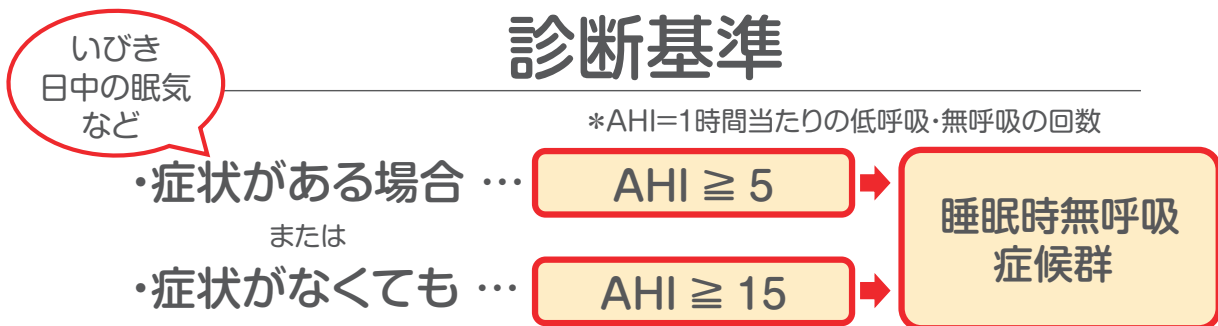 診断基準
いびき
日中の眠気
など
*AHI=1時間当たりの低呼吸・無呼吸の回数
・症状がある場合 … AHI ≧ 5
または
・症状がなくても … AHI ≧ 15
睡眠時無呼吸
症候群